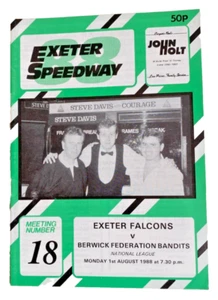 50P
EXETER
SPEEDWAY
JOHN
HOLT
STEVE DAVIS COURAGE
MEETING
NUMBER
18
EXETER FALCONS
v
BERWICK FEDERATION BANDITS
NATIONAL LEAGUE
MONDAY 1st AUGUST 1988 at 7.30 p.m.